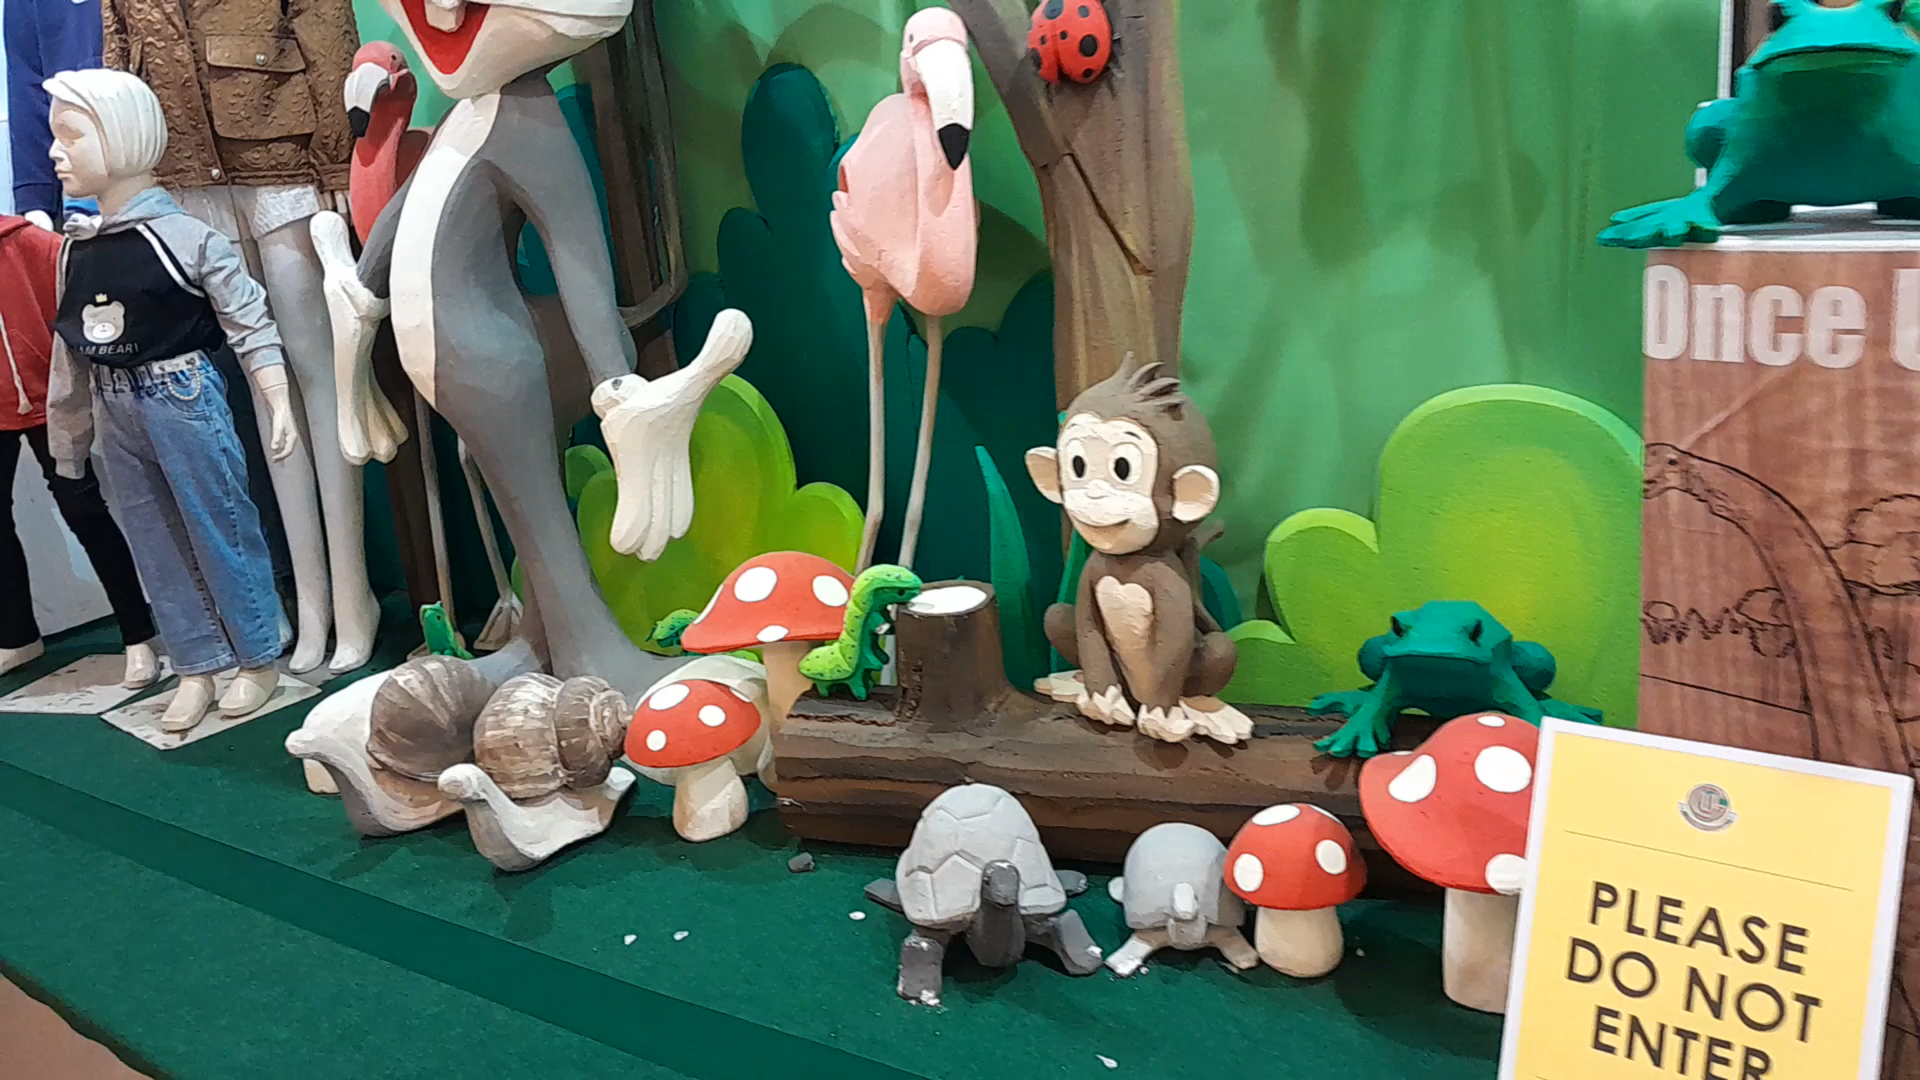 I AM BEAR!
Once U
PLEASE
DO NOT
ENTER